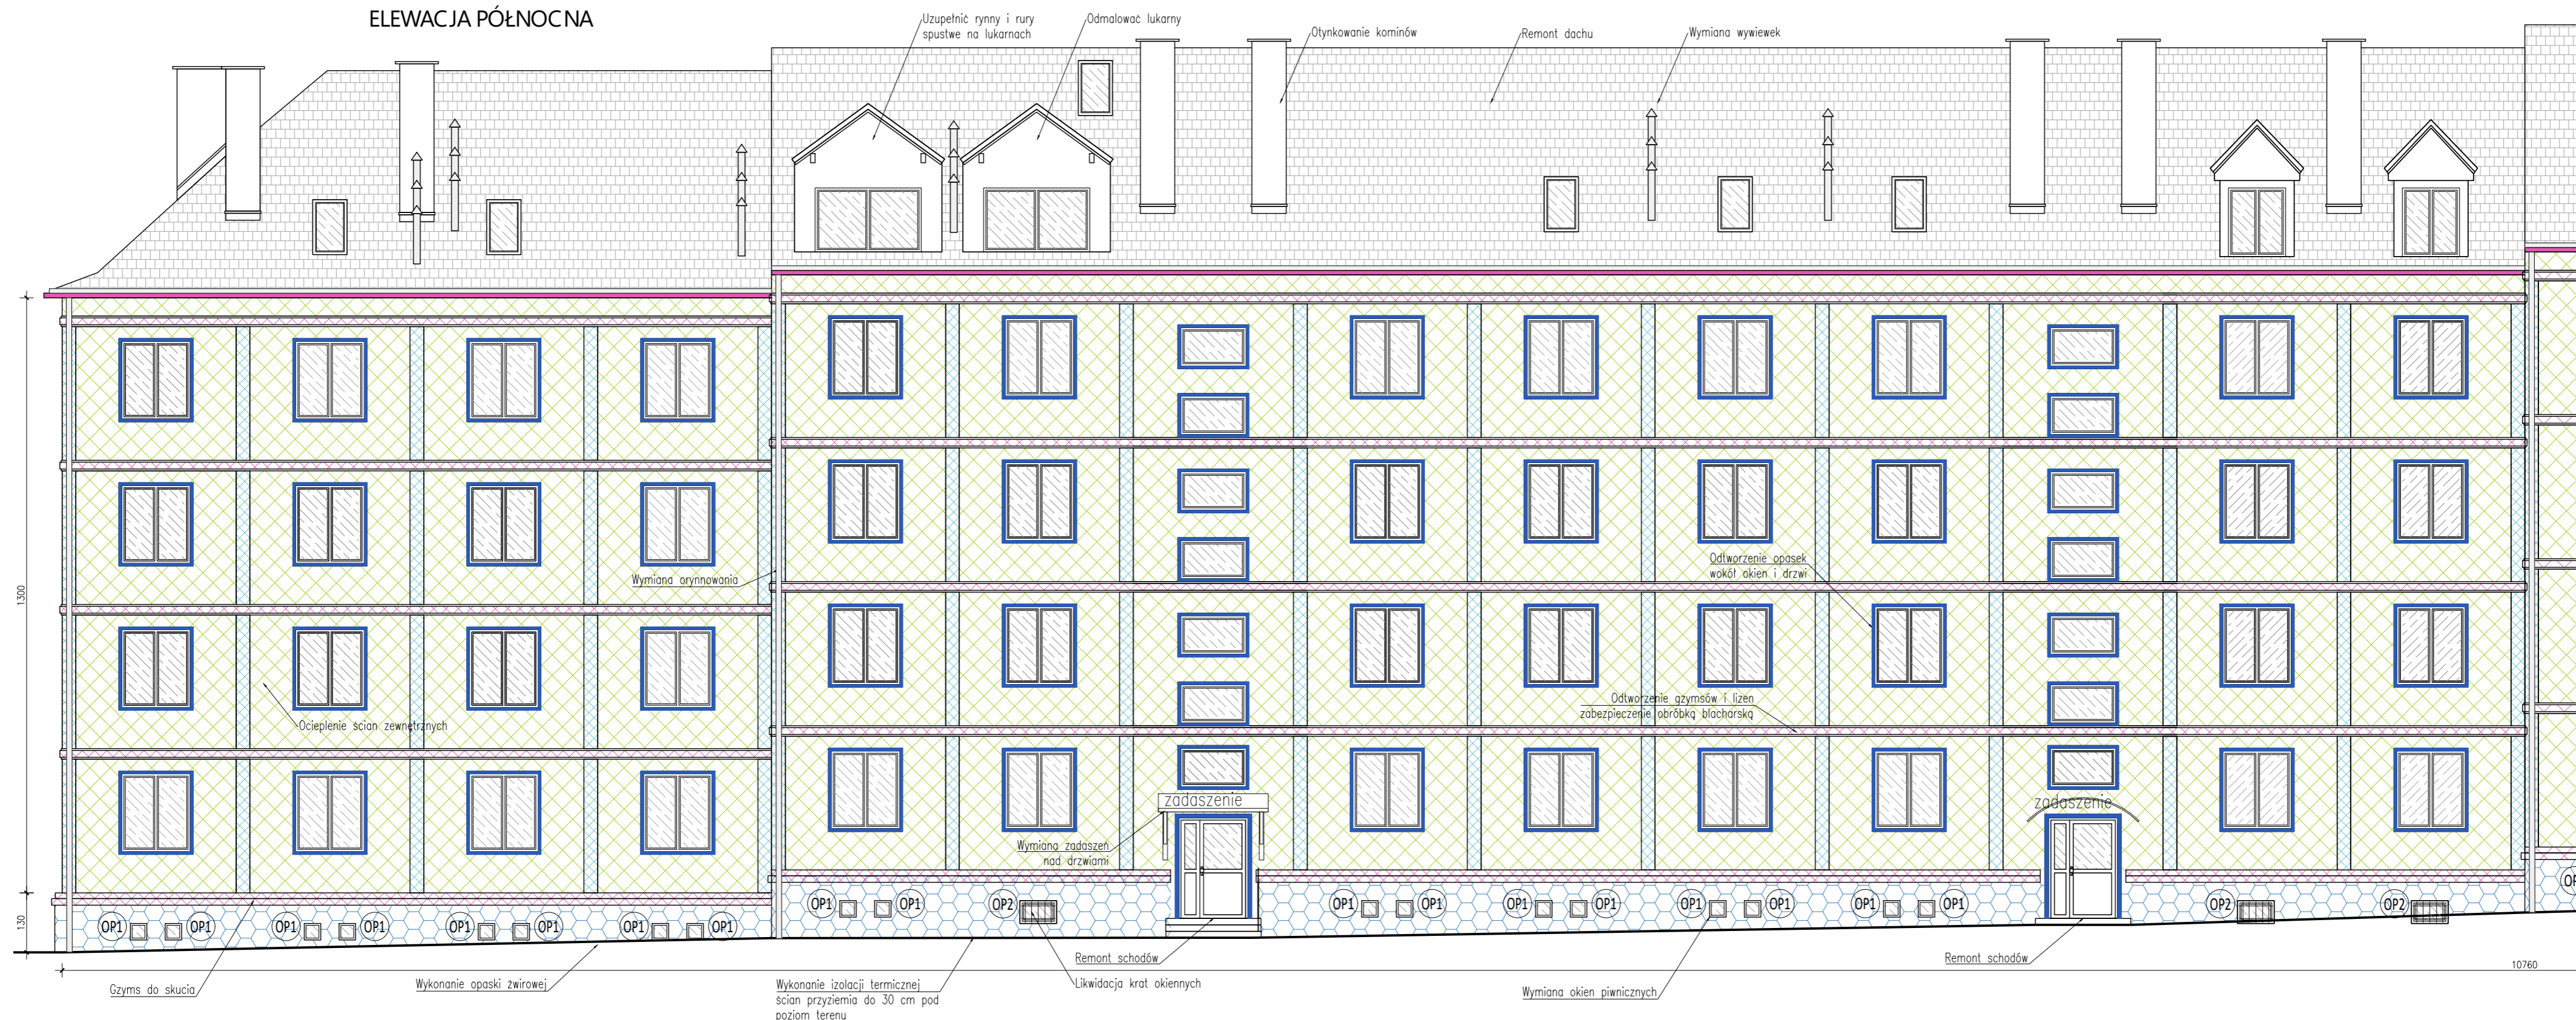 ELEWACJA PÓŁNOCNA
Uzupełnić rynny i rury
spustwe na lukarnach
Odmalować lukarny
Otynkowanie kominów
Remont dachu
Wymiana wywiewek
Wymiana orynnowania
Odtworzenie opasek
wokół okien i drzwi
1300
Ocieplenie ścian zewnętrznych
Odtworzenie gzymsów i lizen
zabezpieczenie obróbką blacharską
zadaszenie
zadaszenie
Wymiana zadaszeń
nad drzwiami
130
OP1 OP1 OP1 OP1 OP1 OP1 OP1 OP1
OP1 OP1 OP2 OP1 OP1 OP1 OP1 OP1 OP1 OP1 OP1 OP2 OP2
Remont schodów
Remont schodów
10760
Gzyms do skucia
Wykonanie opaski żwirowej
Wykonanie izolacji termicznej
ścian przyziemia do 30 cm pod
poziom terenu
Likwidacja krat okiennych
Wymiana okien piwnicznych